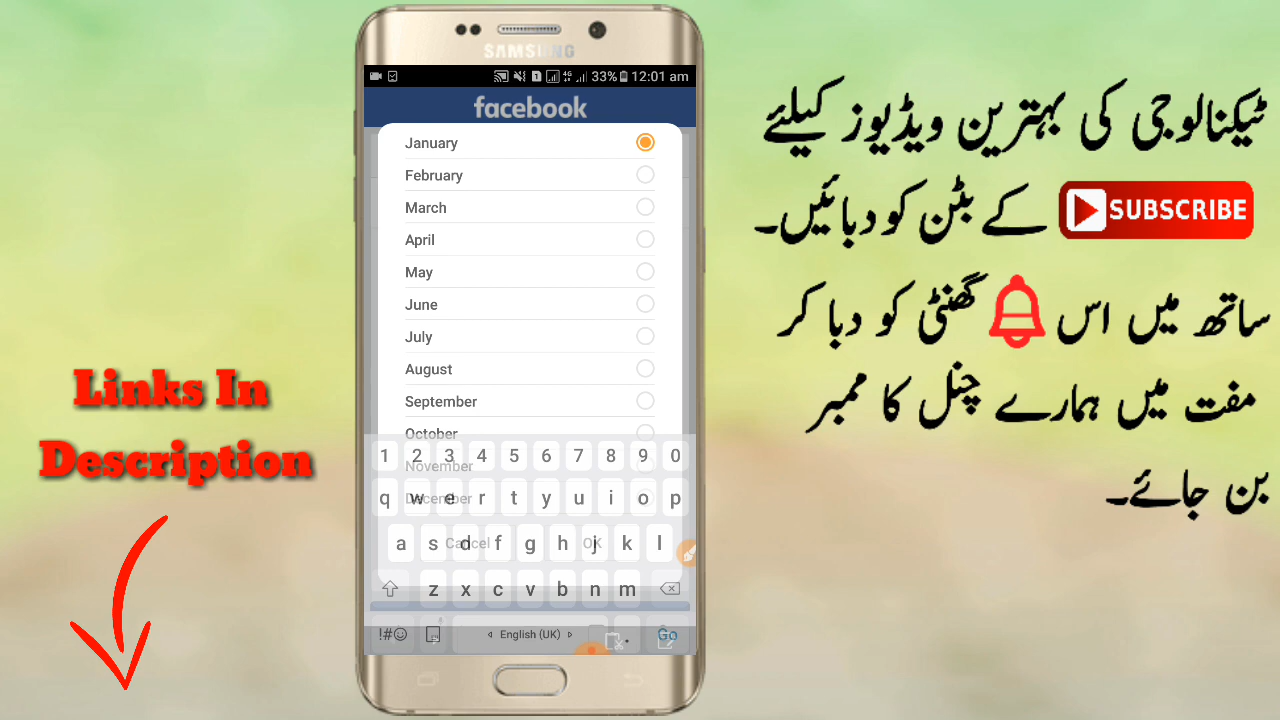 SAMSUNG
33% 12:01 am
facebook
January
February
March
April
May
June
July
August
September
October
November
December
Cancel OK
1 2 3 4 5 6 7 8 9 0
q w e r t y u i o p
a s d f g h j k l
z x c v b n m
!#☺ English (UK) Go
ٹیکنالوجی کی بہترین ویڈیوز کیلئے
SUBSCRIBE کے بٹن کو دبائیں۔
ساتھ میں اس گھنٹی کو دبا کر
مفت میں ہمارے چنل کا ممبر
بن جائے۔
Links In
Description